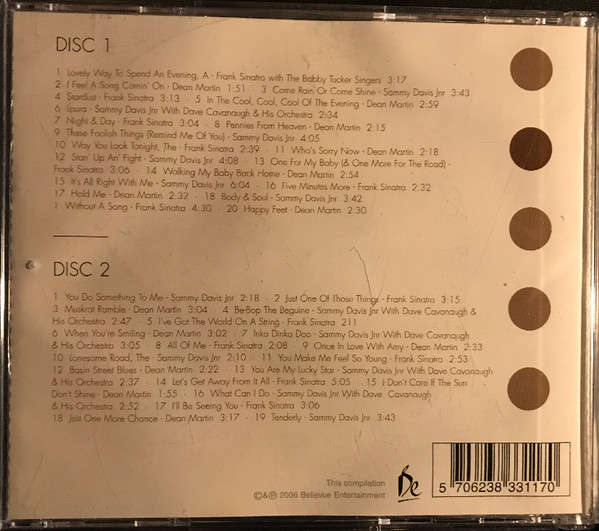 DISC 1
1 Lovely Way To Spend An Evening, A - Frank Sinatra with The Bobby Tucker Singers 3:17
2 I Feel A Song Comin' On - Dean Martin 1:51 · 3 Come Rain Or Come Shine - Sammy Davis Jnr 3:43
4 Stardust - Frank Sinatra 3:13 · 5 In The Cool, Cool, Cool Of The Evening - Dean Martin 2:59
6 Laura - Sammy Davis Jnr With Dave Cavanaugh & His Orchestra 2:34
7 Night & Day - Frank Sinatra 3:04 · 8 Pennies From Heaven - Dean Martin 2:15
9 These Foolish Things (Remind Me Of You) - Sammy Davis Jnr 4:05
10 Way You Look Tonight, The - Frank Sinatra 2:39 · 11 Who's Sorry Now - Dean Martin 2:18
12 Stan' Up An' Fight - Sammy Davis Jnr 4:08 · 13 One For My Baby (& One More For The Road) -
Frank Sinatra 3:06 · 14 Walking My Baby Back Home - Dean Martin 2:54
15 It's All Right With Me - Sammy Davis Jnr 6:04 · 16 Five Minutes More - Frank Sinatra 2:32
17 Hold Me - Dean Martin 2:32 · 18 Body & Soul - Sammy Davis Jnr 3:42
1 Without A Song - Frank Sinatra 4:30 · 20 Happy Feet - Dean Martin 2:30
DISC 2
1 You Do Something To Me - Sammy Davis Jnr 2:18 · 2 Just One Of Those Things - Frank Sinatra 3:15
3 Muskrat Ramble - Dean Martin 3:04 · 4 Be-Bop The Beguine - Sammy Davis Jnr With Dave Cavanaugh &
His Orchestra 2:47 · 5 I've Got The World On A String - Frank Sinatra 211
6 When You're Smiling - Dean Martin 3:02 · 7 Inka Dinka Doo - Sammy Davis Jnr With Dave Cavanaugh
& His Orchestra 3:05 · 8 All Of Me - Frank Sinatra 2:08 · 9 Once In Love With Amy - Dean Martin 2:33
10 Lonesome Road, The - Sammy Davis Jnr 2:10 · 11 You Make Me Feel So Young - Frank Sinatra 2:53
12 Basin Street Blues - Dean Martin 2:22 · 13 You Are My Lucky Star - Sammy Davis Jnr With Dave Cavanaugh
& His Orchestra 2:37 · 14 Let's Get Away From It All - Frank Sinatra 5:05 · 15 I Don't Care If The Sun
Don't Shine - Dean Martin 1:55 · 16 What Can I Do - Sammy Davis Jnr With Dave Cavanaugh
& His Orchestra 2:52 · 17 I'll Be Seeing You - Frank Sinatra 3:06
18 Just One More Chance - Dean Martin 3:17 · 19 Tenderly - Sammy Davis Jnr 3:43
This compilation
©&℗ 2006 Bellevue Entertainment
Be
5 706238 331170